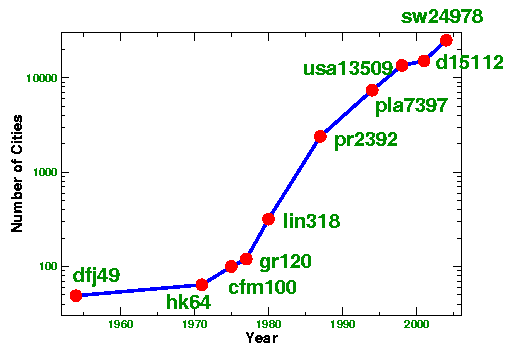 sw24978
usa13509
d15112
10000
pla7397
pr2392
1000
lin318
gr120
100
dfj49
cfm100
hk64
1960
1970
1980
1990
2000
Year
Number of Cities